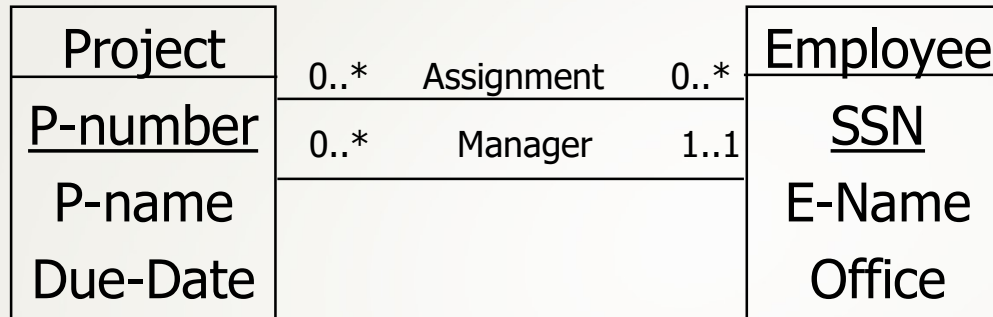 Project
P-number
P-name
Due-Date
0..* Assignment 0..*
0..* Manager 1..1
Employee
SSN
E-Name
Office